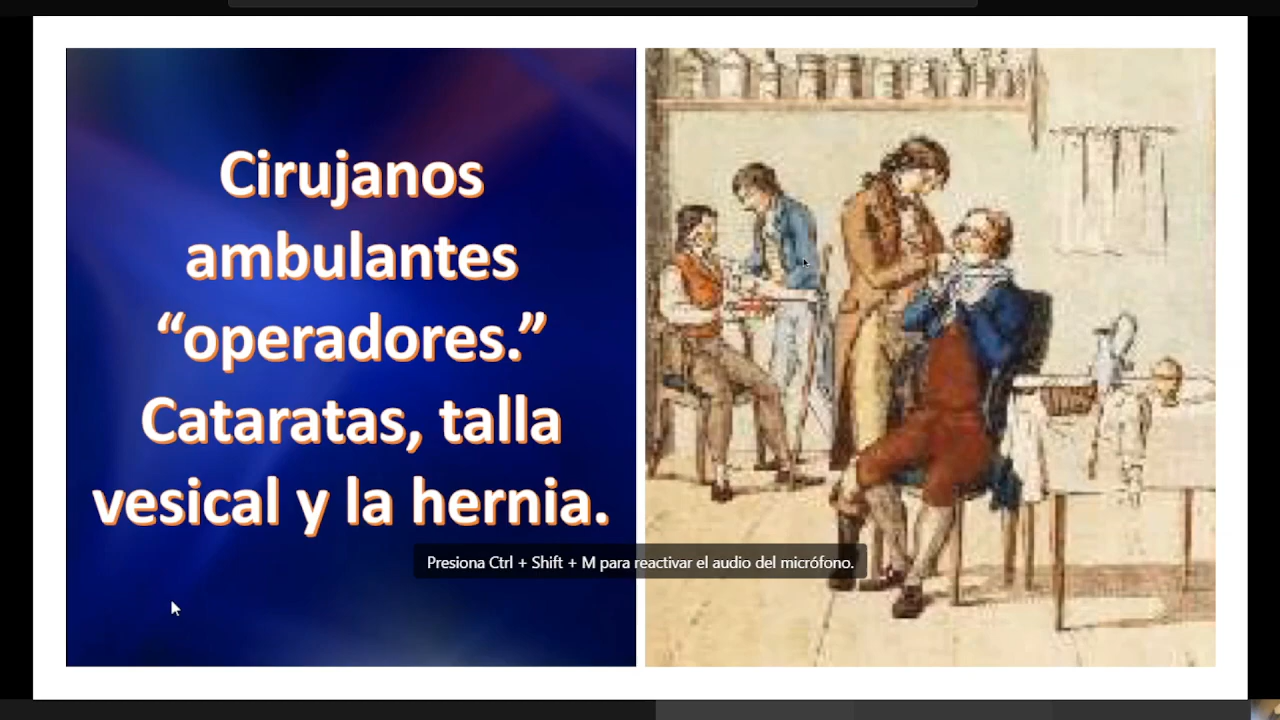 Cirujanos
ambulantes
“operadores.”
Cataratas, talla
vesical y la hernia.
Presiona Ctrl + Shift + M para reactivar el audio del micrófono.